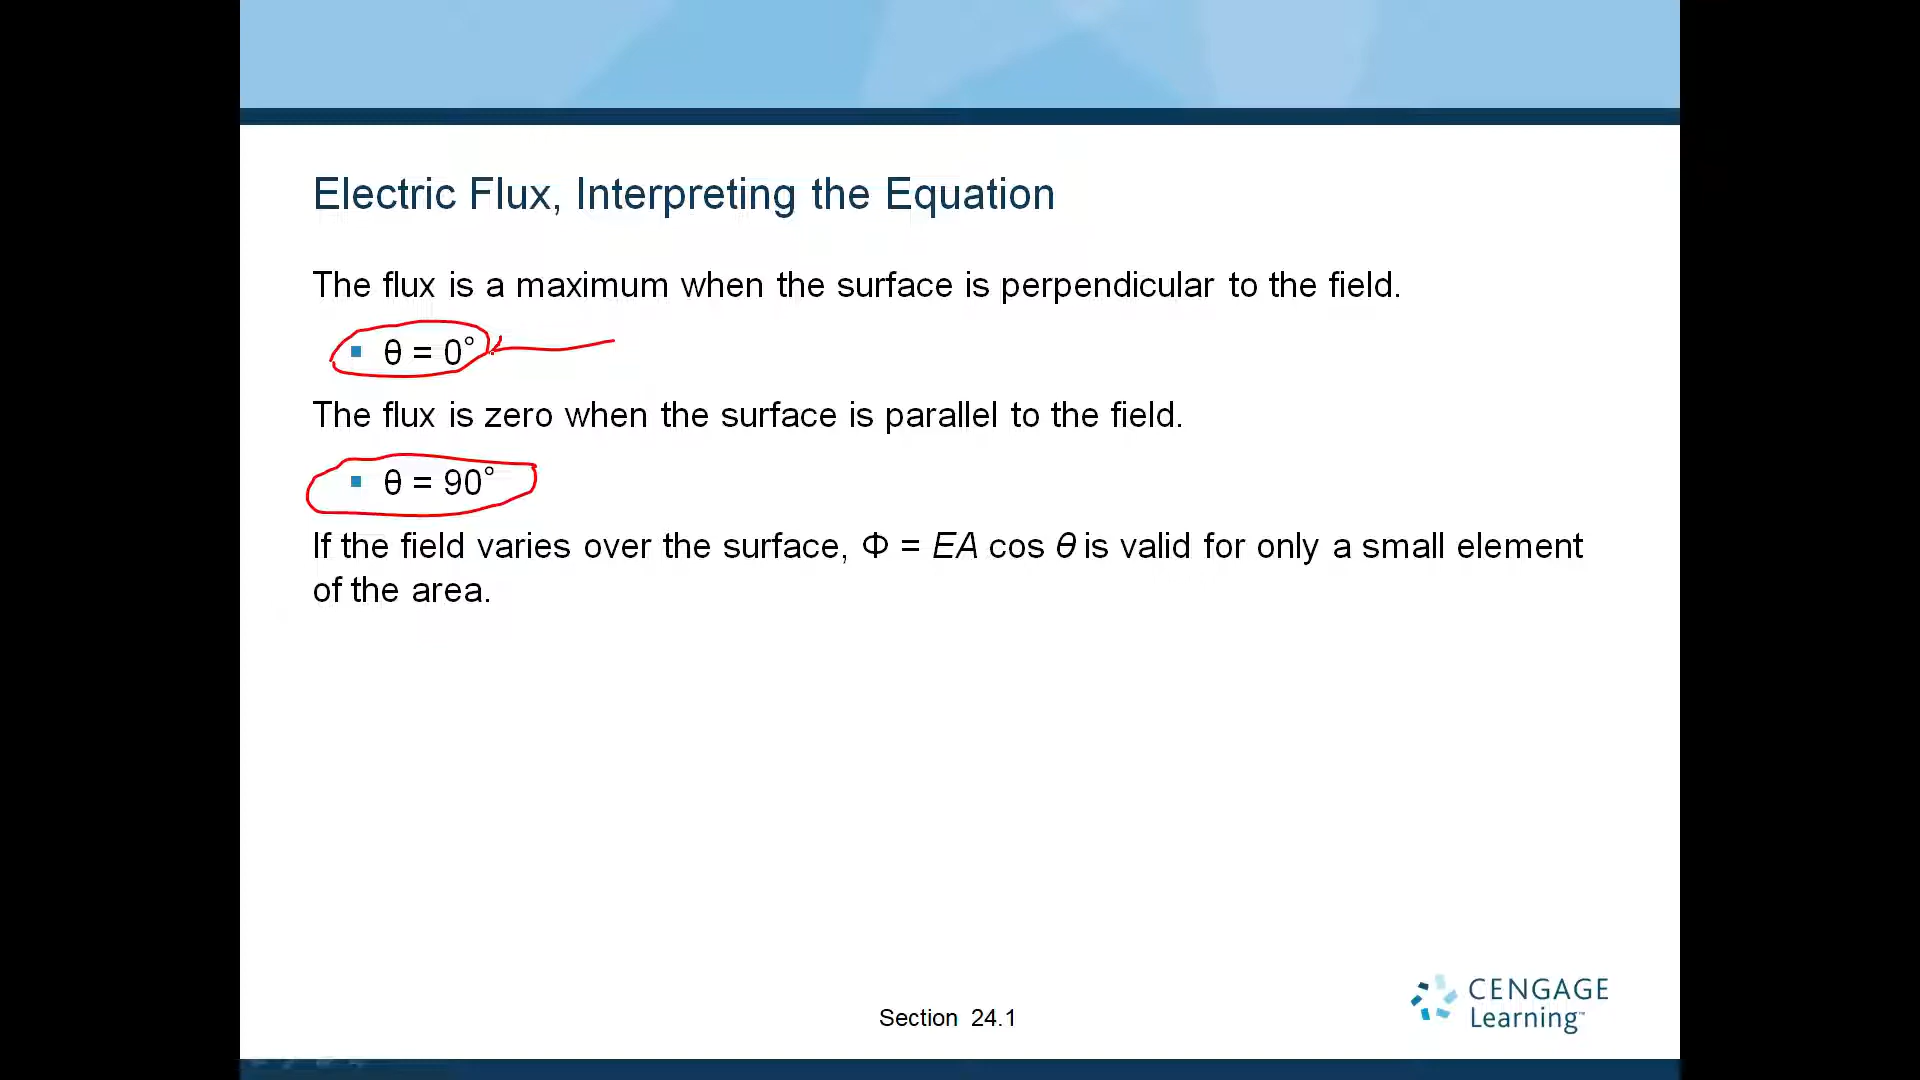 Electric Flux, Interpreting the Equation
The flux is a maximum when the surface is perpendicular to the field.
▪ θ = 0°
The flux is zero when the surface is parallel to the field.
▪ θ = 90°
If the field varies over the surface, Φ = EA cos θ is valid for only a small element
of the area.
Section 24.1
CENGAGE
Learning™